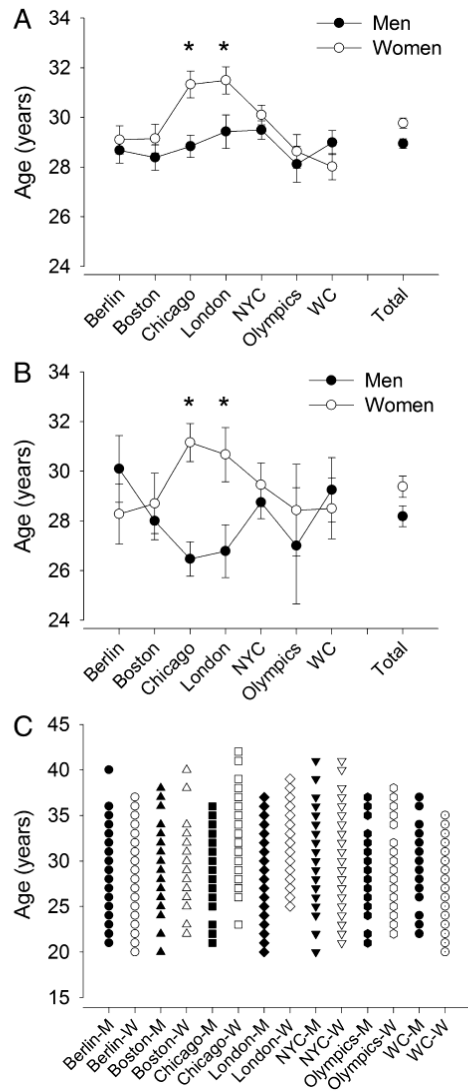 A
Men
Women
* *
Age (years)
34
32
30
28
26
24
Berlin
Boston
Chicago
London
NYC
Olympics
WC
Total
B
Men
Women
* *
Age (years)
34
32
30
28
26
24
Berlin
Boston
Chicago
London
NYC
Olympics
WC
Total
C
Age (years)
45
40
35
30
25
20
15
Berlin-M
Berlin-W
Boston-M
Boston-W
Chicago-M
Chicago-W
London-M
London-W
NYC-M
NYC-W
Olympics-M
Olympics-W
WC-M
WC-W